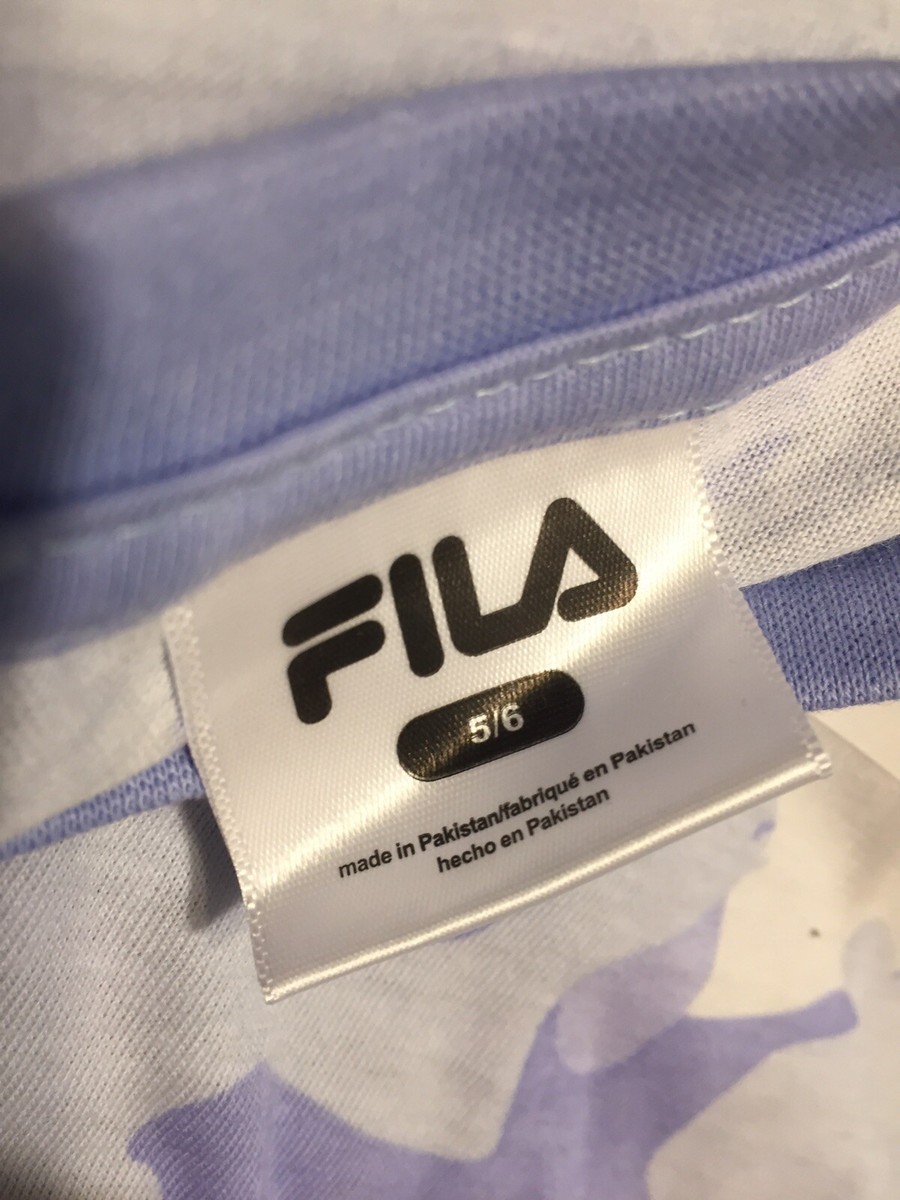 FILA
5/6
made in Pakistan/fabriqué en Pakistan
hecho en Pakistan